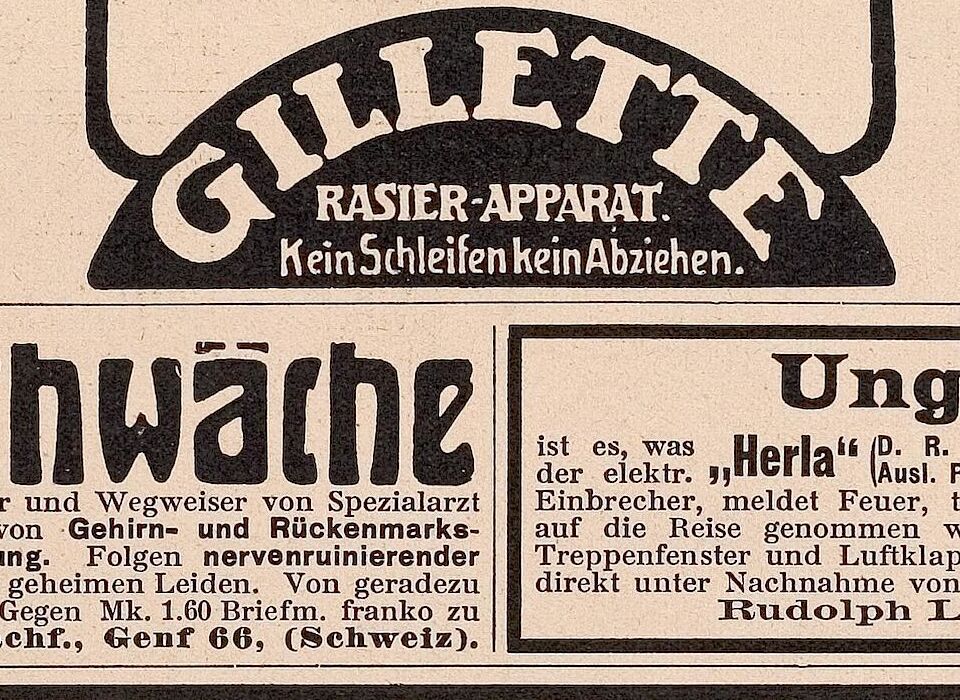 GILLETTE
RASIER-APPARAT.
Kein Schleifen kein Abziehen.
hwäche
r und Wegweiser von Spezialarzt
von Gehirn- und Rückenmarks-
ung. Folgen nervenruinierender
geheimen Leiden. Von geradezu
Gegen Mk. 1.60 Briefm. franko zu
chf., Genf 66, (Schweiz).
Ung
ist es, was „Herla“ (D. R.
der elektr. Ausl. P
Einbrecher, meldet Feuer, t
auf die Reise genommen w
Treppenfenster und Luftklap
direkt unter Nachnahme von
Rudolph L